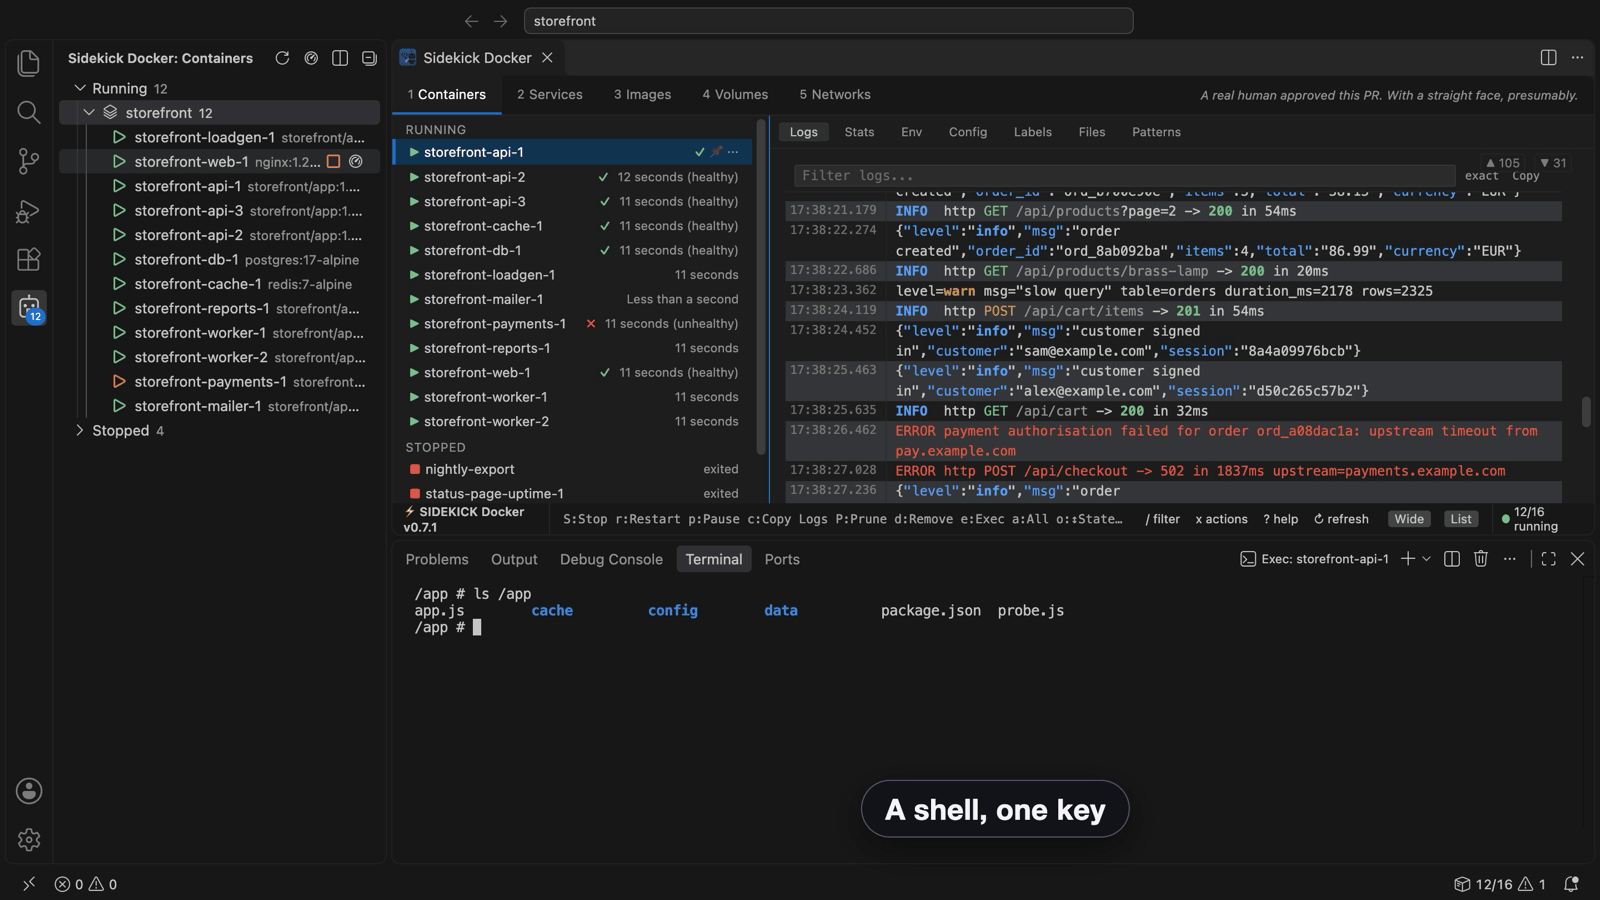 storefront
Sidekick Docker: Containers
Running 12
storefront 12
storefront-loadgen-1 storefront/a...
storefront-web-1 nginx:1.2...
storefront-api-1 storefront/app:1....
storefront-api-3 storefront/app:1....
storefront-api-2 storefront/app:1....
storefront-db-1 postgres:17-alpine
storefront-cache-1 redis:7-alpine
storefront-reports-1 storefront/a...
storefront-worker-1 storefront/ap...
storefront-worker-2 storefront/ap...
storefront-payments-1 storefront...
storefront-mailer-1 storefront/ap...
Stopped 4
12
Sidekick Docker
1 Containers 2 Services 3 Images 4 Volumes 5 Networks
A real human approved this PR. With a straight face, presumably.
RUNNING
storefront-api-1
storefront-api-2 12 seconds (healthy)
storefront-api-3 11 seconds (healthy)
storefront-cache-1 11 seconds (healthy)
storefront-db-1 11 seconds (healthy)
storefront-loadgen-1 11 seconds
storefront-mailer-1 Less than a second
storefront-payments-1 11 seconds (unhealthy)
storefront-reports-1 11 seconds
storefront-web-1 11 seconds (healthy)
storefront-worker-1 11 seconds
storefront-worker-2 11 seconds
STOPPED
nightly-export exited
status-page-uptime-1 exited
Logs Stats Env Config Labels Files Patterns
Filter logs...
▲ 105 ▼ 31
exact Copy
17:38:21.179 INFO http GET /api/products?page=2 -> 200 in 54ms
17:38:22.274 {"level":"info","msg":"order
created","order_id":"ord_8ab092ba","items":4,"total":"86.99","currency":"EUR"}
17:38:22.686 INFO http GET /api/products/brass-lamp -> 200 in 20ms
17:38:23.362 level=warn msg="slow query" table=orders duration_ms=2178 rows=2325
17:38:24.119 INFO http POST /api/cart/items -> 201 in 54ms
17:38:24.452 {"level":"info","msg":"customer signed
in","customer":"sam@example.com","session":"8a4a09976bcb"}
17:38:25.463 {"level":"info","msg":"customer signed
in","customer":"alex@example.com","session":"d50c265c57b2"}
17:38:25.635 INFO http GET /api/cart -> 200 in 32ms
17:38:26.462 ERROR payment authorisation failed for order ord_a08dac1a: upstream timeout from
pay.example.com
17:38:27.028 ERROR http POST /api/checkout -> 502 in 1837ms upstream=payments.example.com
17:38:27.236 {"level":"info","msg":"order
⚡ SIDEKICK Docker
v0.7.1
S:Stop r:Restart p:Pause c:Copy Logs P:Prune d:Remove e:Exec a:All o:↕State...
/ filter x actions ? help refresh Wide List
12/16
running
Problems Output Debug Console Terminal Ports
Exec: storefront-api-1
/app # ls /app
app.js cache config data package.json probe.js
/app #
A shell, one key
0 0
12/16 1